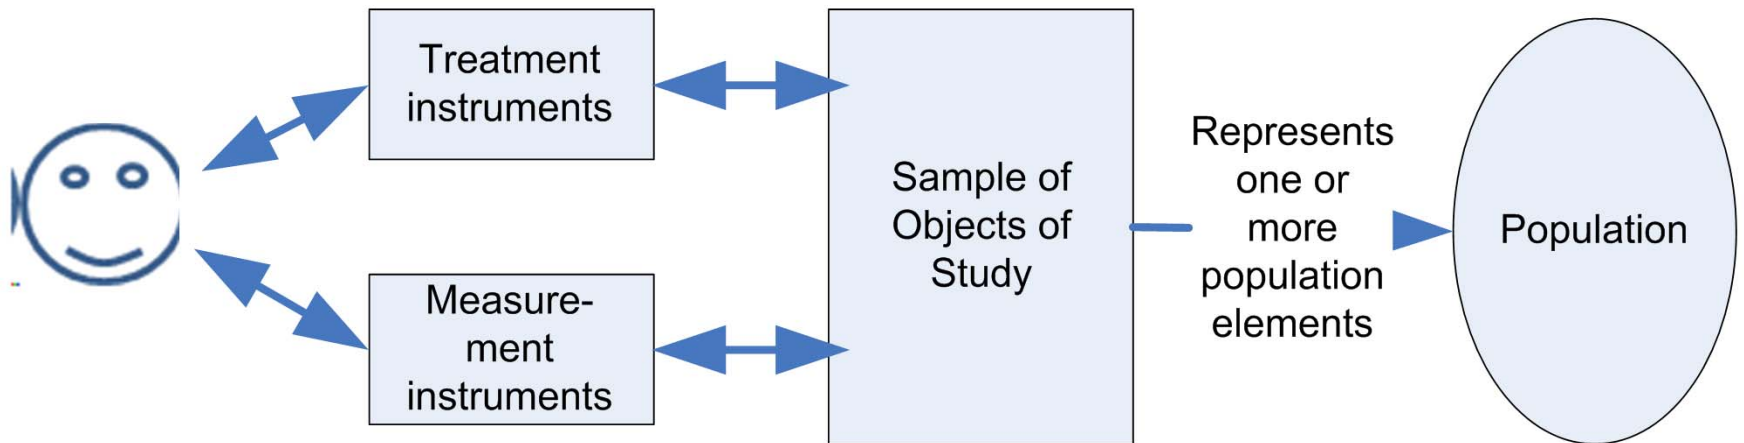 Treatment
instruments
Measure-
ment
instruments
Sample of
Objects of
Study
Represents
one or
more
population
elements
Population